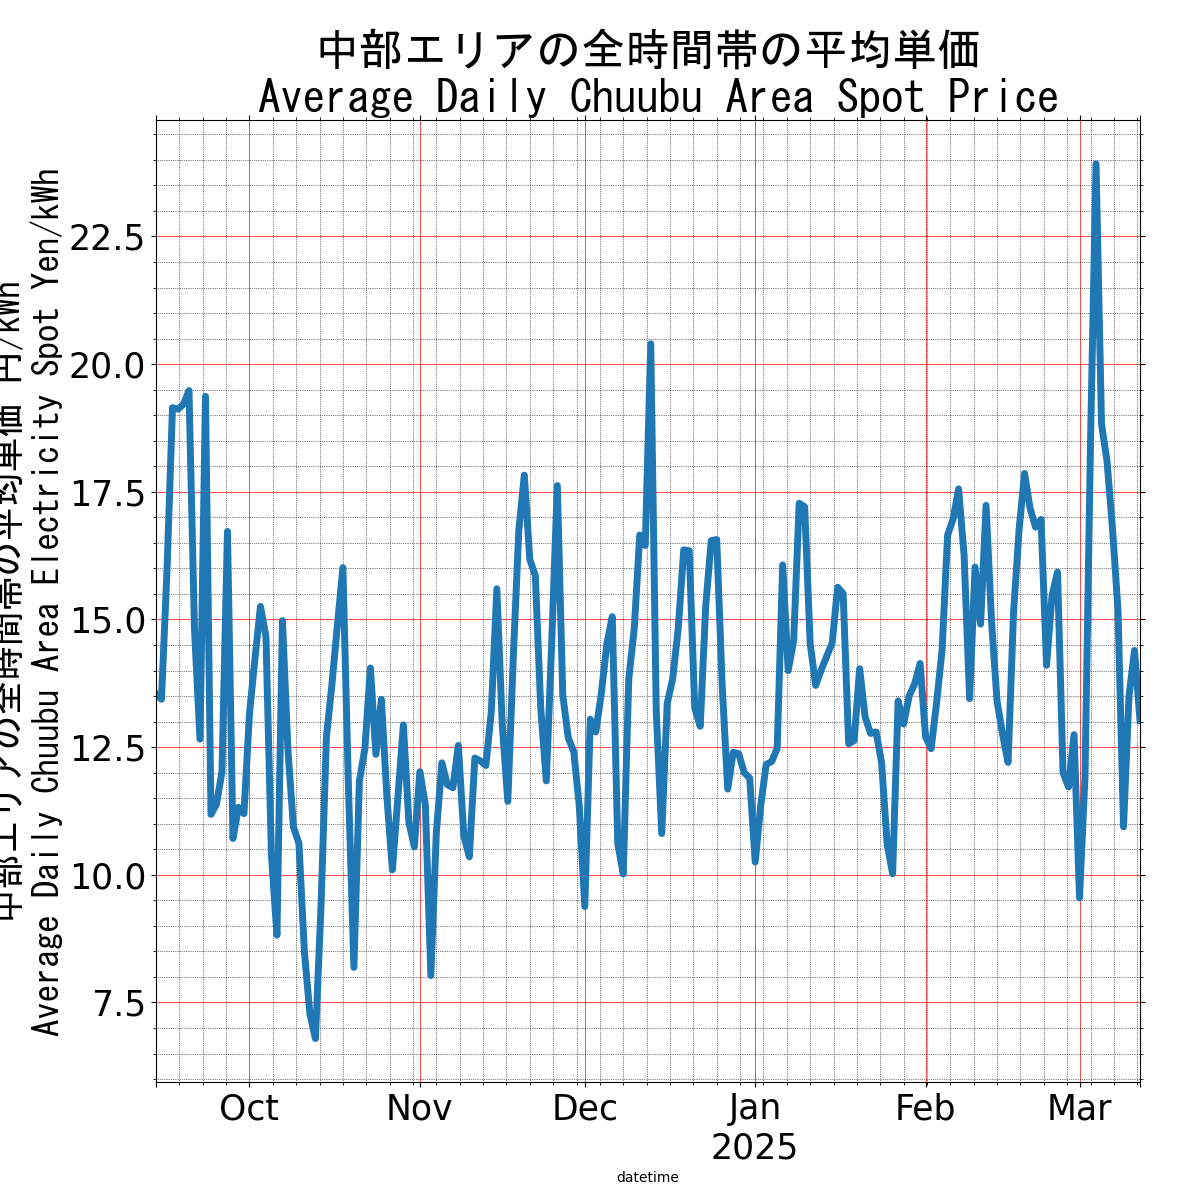 中部エリアの全時間帯の平均単価
Average Daily Chuubu Area Spot Price
中部エリアの全時間帯の平均単価 円/kWh
Average Daily Chuubu Area Electricity Spot Yen/kWh
22.5
20.0
17.5
15.0
12.5
10.0
7.5
Oct
Nov
Dec
Jan
2025
Feb
Mar
datetime